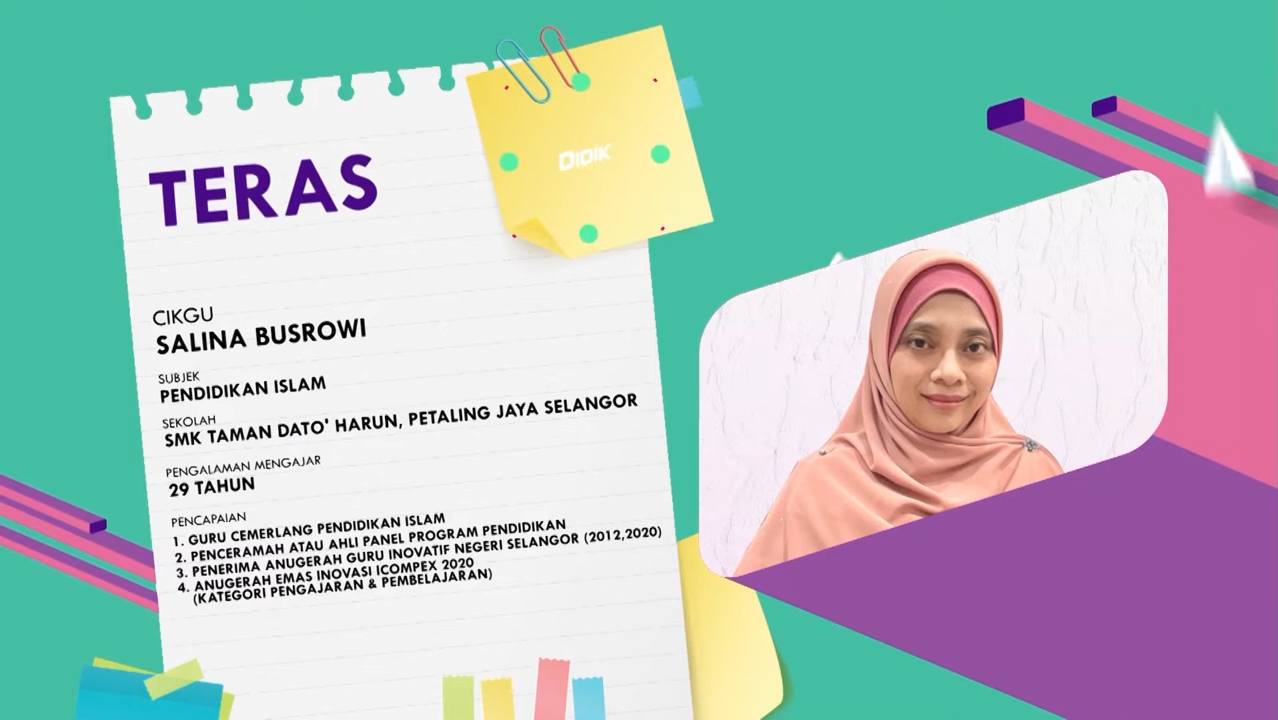 DIDIK
TERAS
CIKGU
SALINA BUSROWI
SUBJEK
PENDIDIKAN ISLAM
SEKOLAH
SMK TAMAN DATO' HARUN, PETALING JAYA SELANGOR
PENGALAMAN MENGAJAR
29 TAHUN
PENCAPAIAN
1. GURU CEMERLANG PENDIDIKAN ISLAM
2. PENCERAMAH ATAU AHLI PANEL PROGRAM PENDIDIKAN
3. PENERIMA ANUGERAH GURU INOVATIF NEGERI SELANGOR (2012,2020)
4. ANUGERAH EMAS INOVASI ICOMPEX 2020
(KATEGORI PENGAJARAN & PEMBELAJARAN)